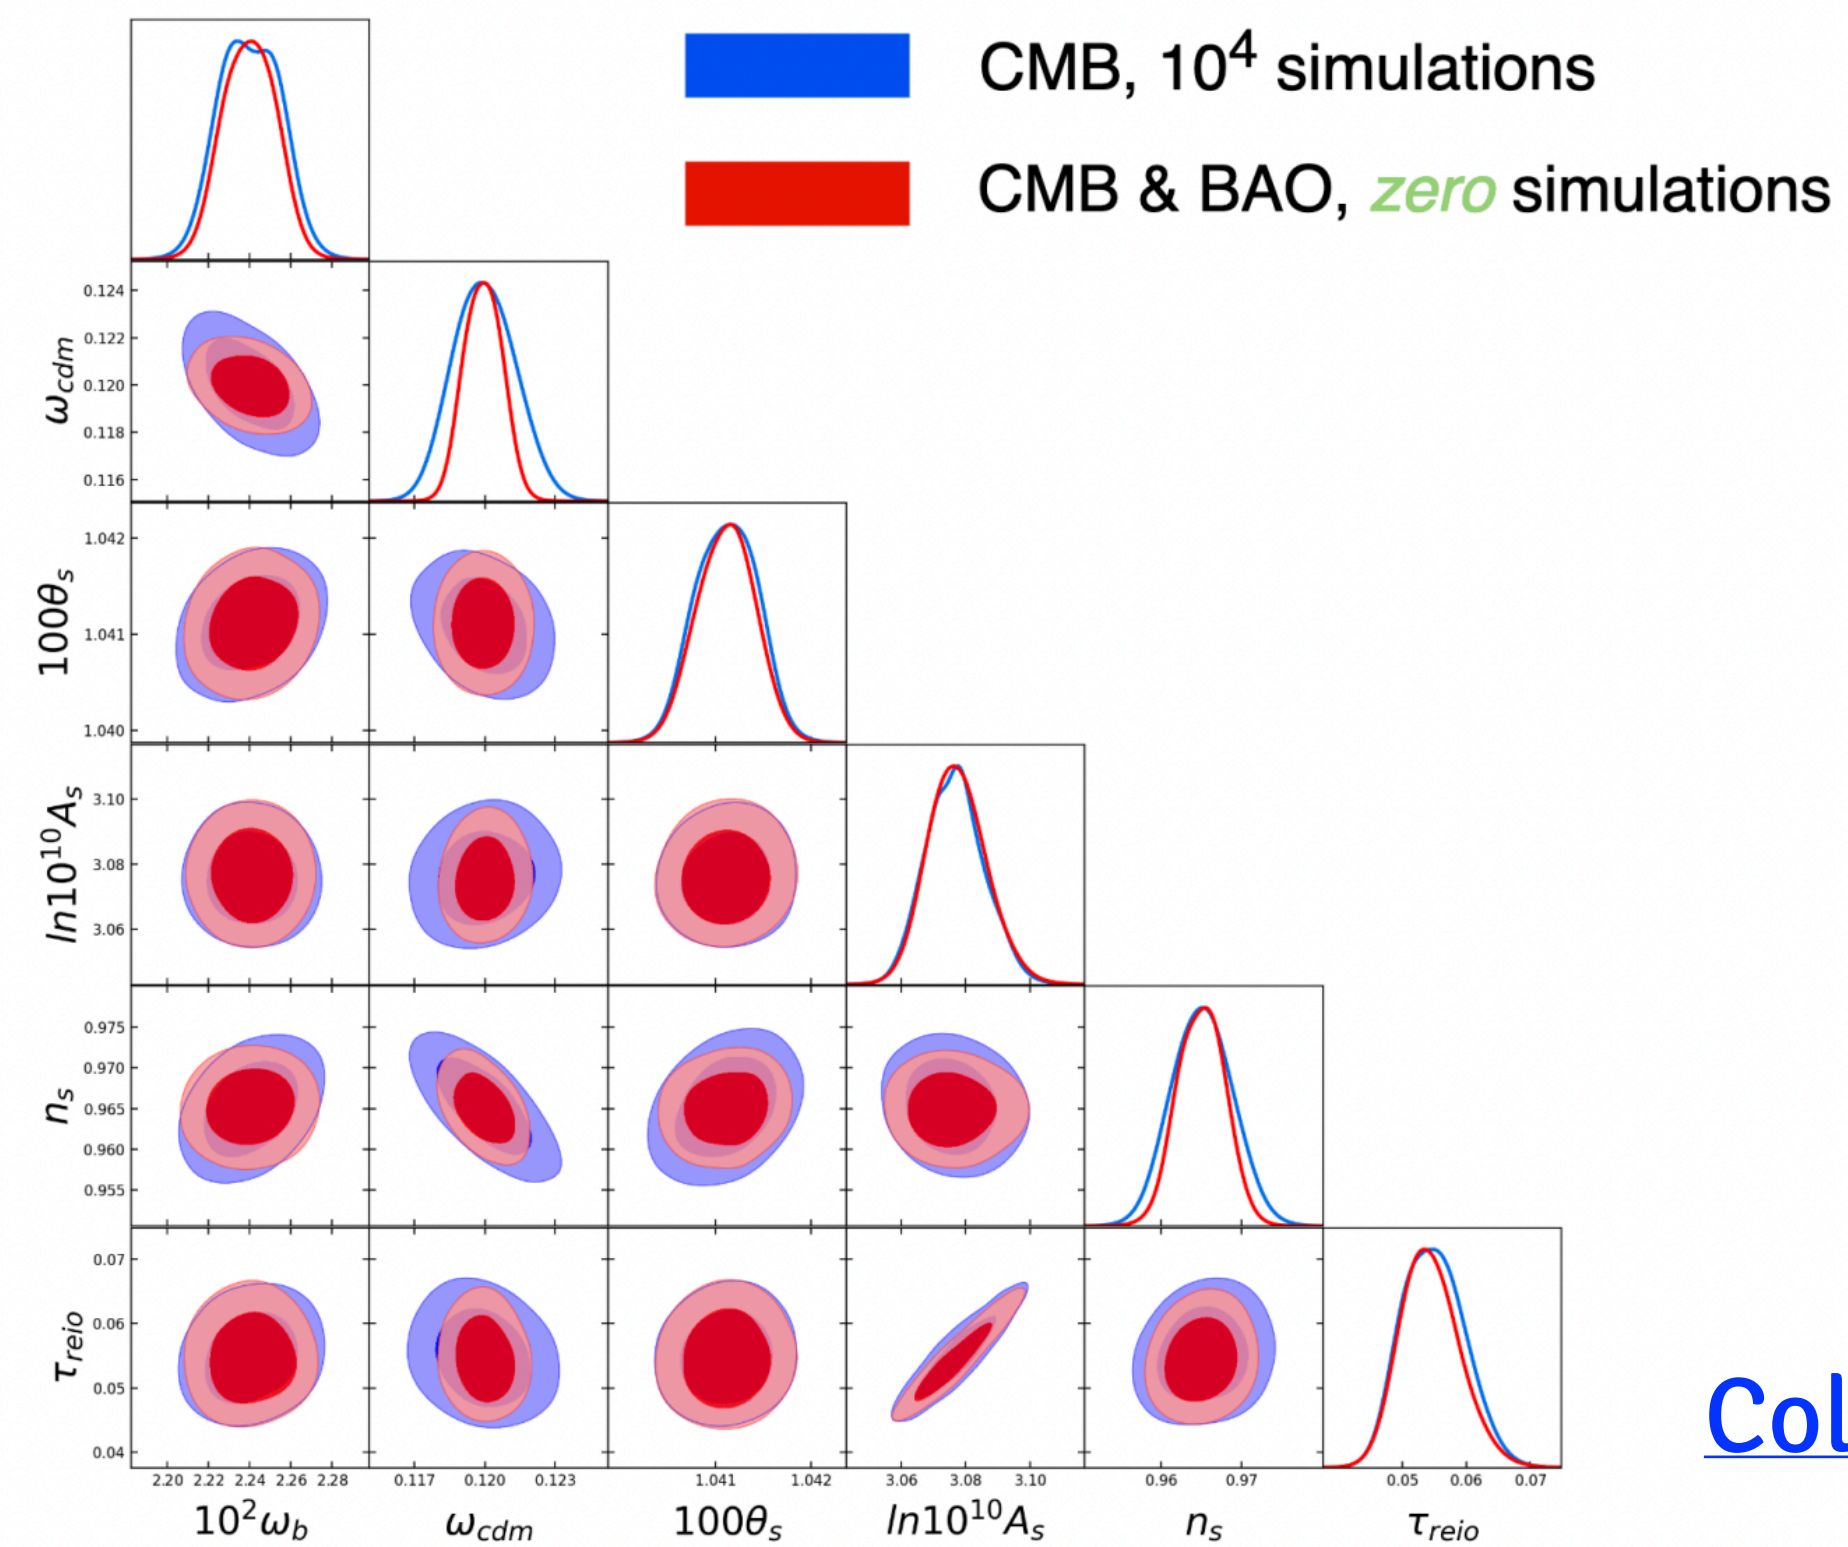 CMB, 10⁴ simulations
CMB & BAO, zero simulations
0.124
0.122
0.120
0.118
0.116
ω_cdm
1.042
1.041
1.040
100θ_s
3.10
3.08
3.06
ln10¹⁰A_s
0.975
0.970
0.965
0.960
0.955
n_s
0.07
0.06
0.05
0.04
τ_reio
2.20 2.22 2.24 2.26 2.28 0.117 0.120 0.123 1.041 1.042 3.06 3.08 3.10 0.96 0.97 0.05 0.06 0.07
10²ω_b ω_cdm 100θ_s ln10¹⁰A_s n_s τ_reio
Col